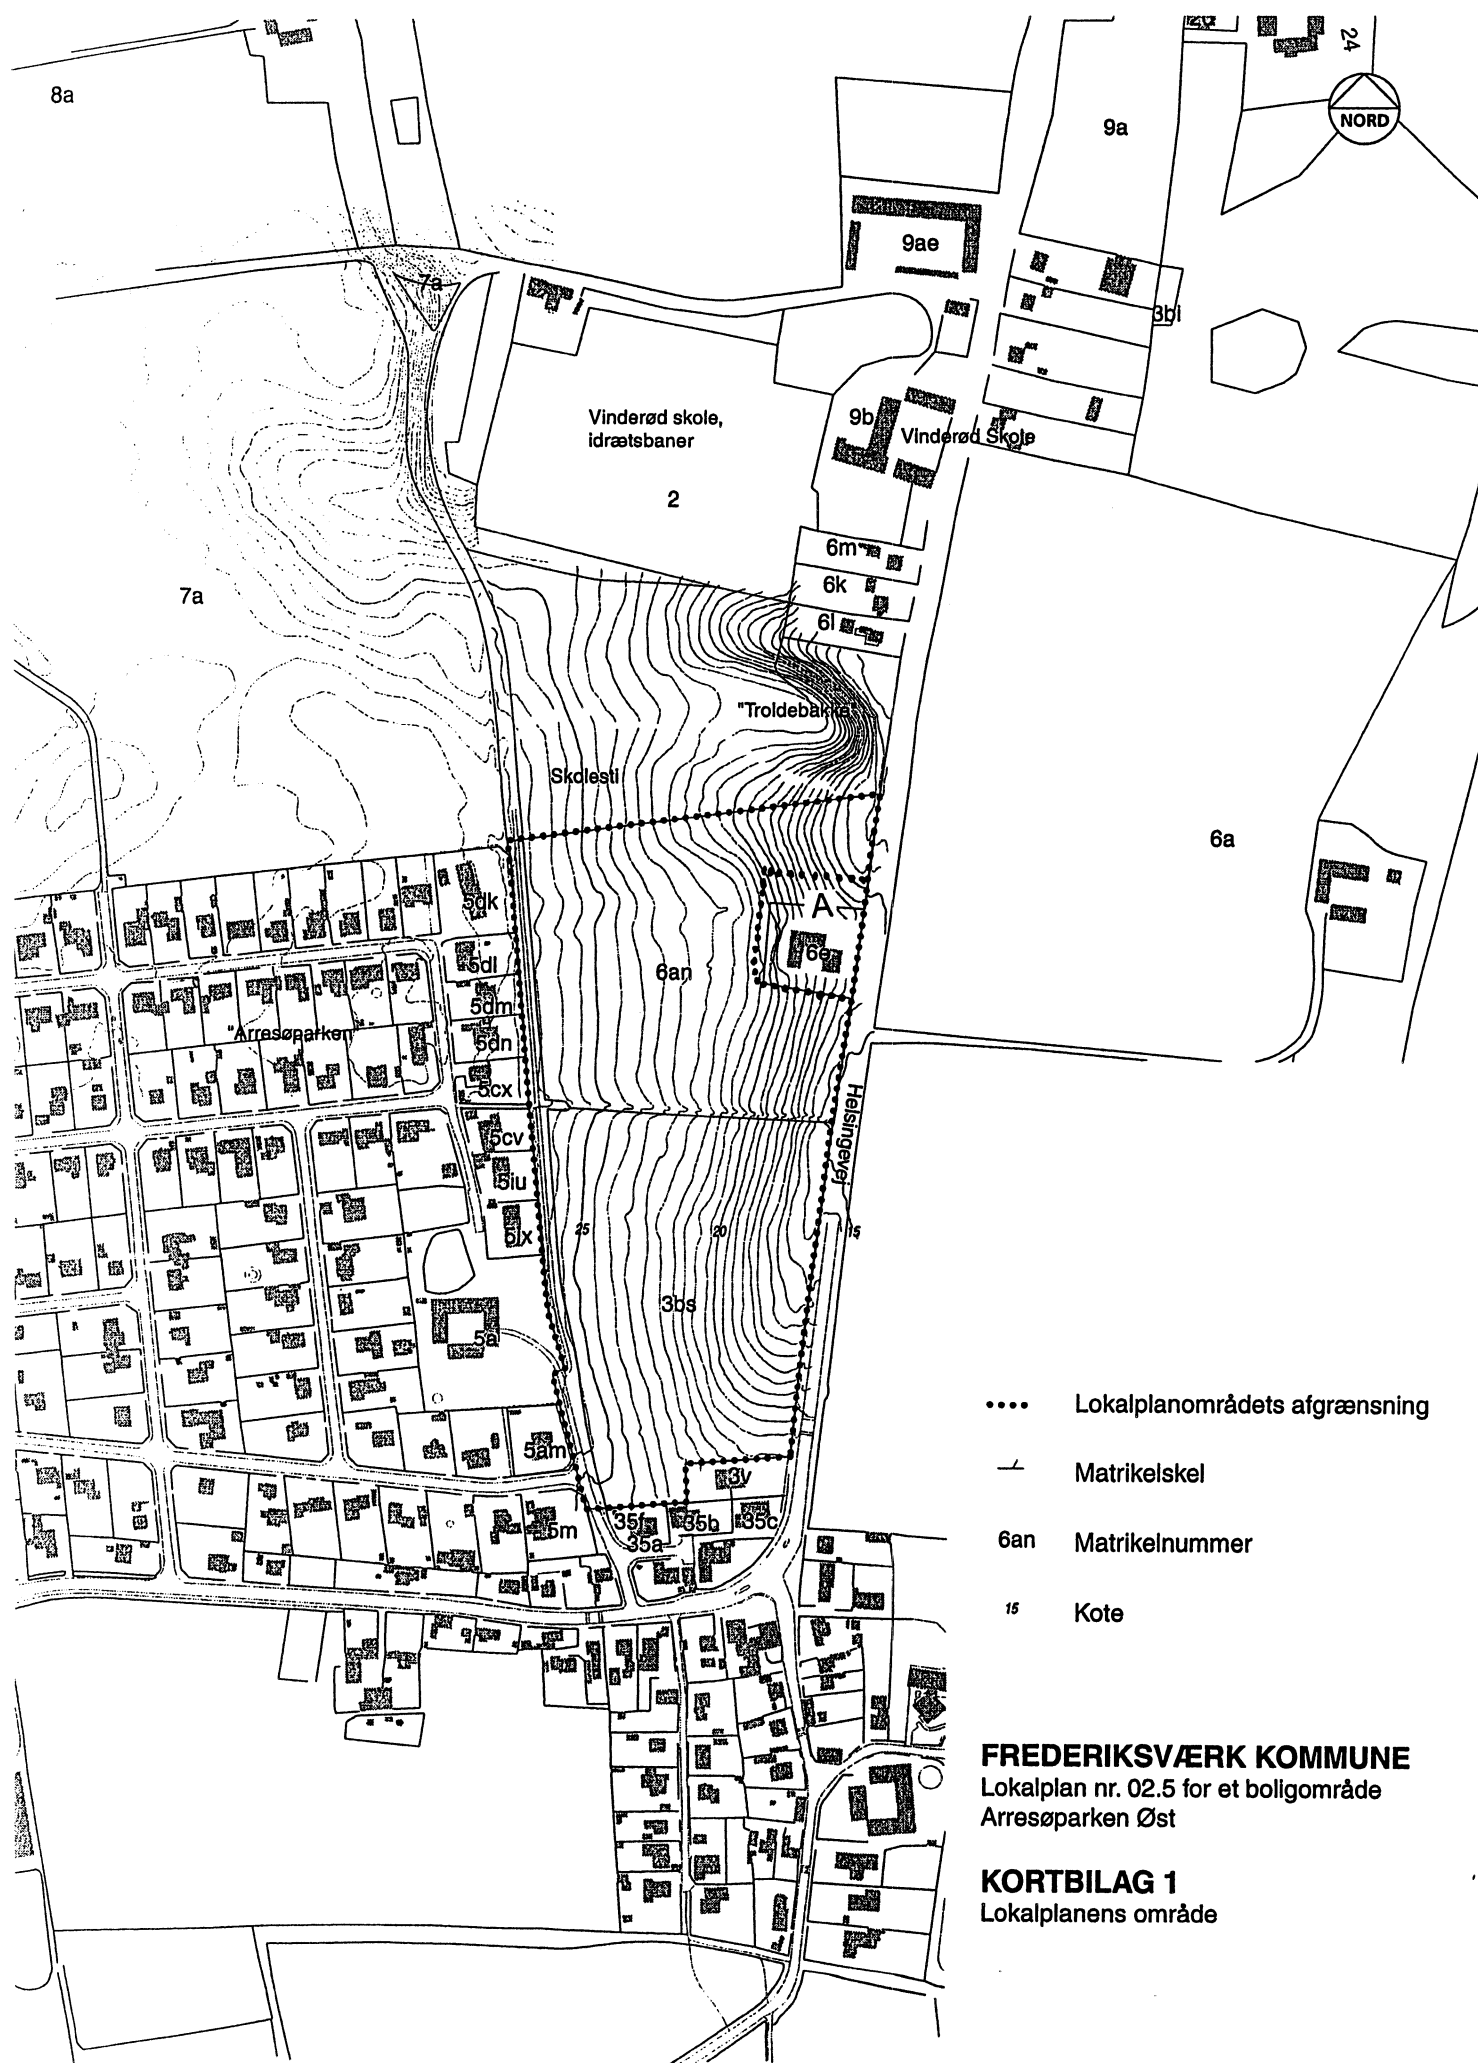 24
8a
NORD
9a
9ae
7a
3bl
Vinderød skole,
idrætsbaner
9b
Vinderød Skole
2
6m
6k
7a
6l
"Troldebakke"
Skolesti
6a
5dk
A
6e
5dl
6an
5dm
"Arresøparken"
5dn
5cx
Helsingevej
5cv
5iu
25
20
15
5lx
3bs
5a
•••• Lokalplanområdets afgrænsning
5am
Matrikelskel
3v
35f
35b
35c
5m
35a
6an Matrikelnummer
15 Kote
FREDERIKSVÆRK KOMMUNE
Lokalplan nr. 02.5 for et boligområde
Arresøparken Øst
KORTBILAG 1
Lokalplanens område